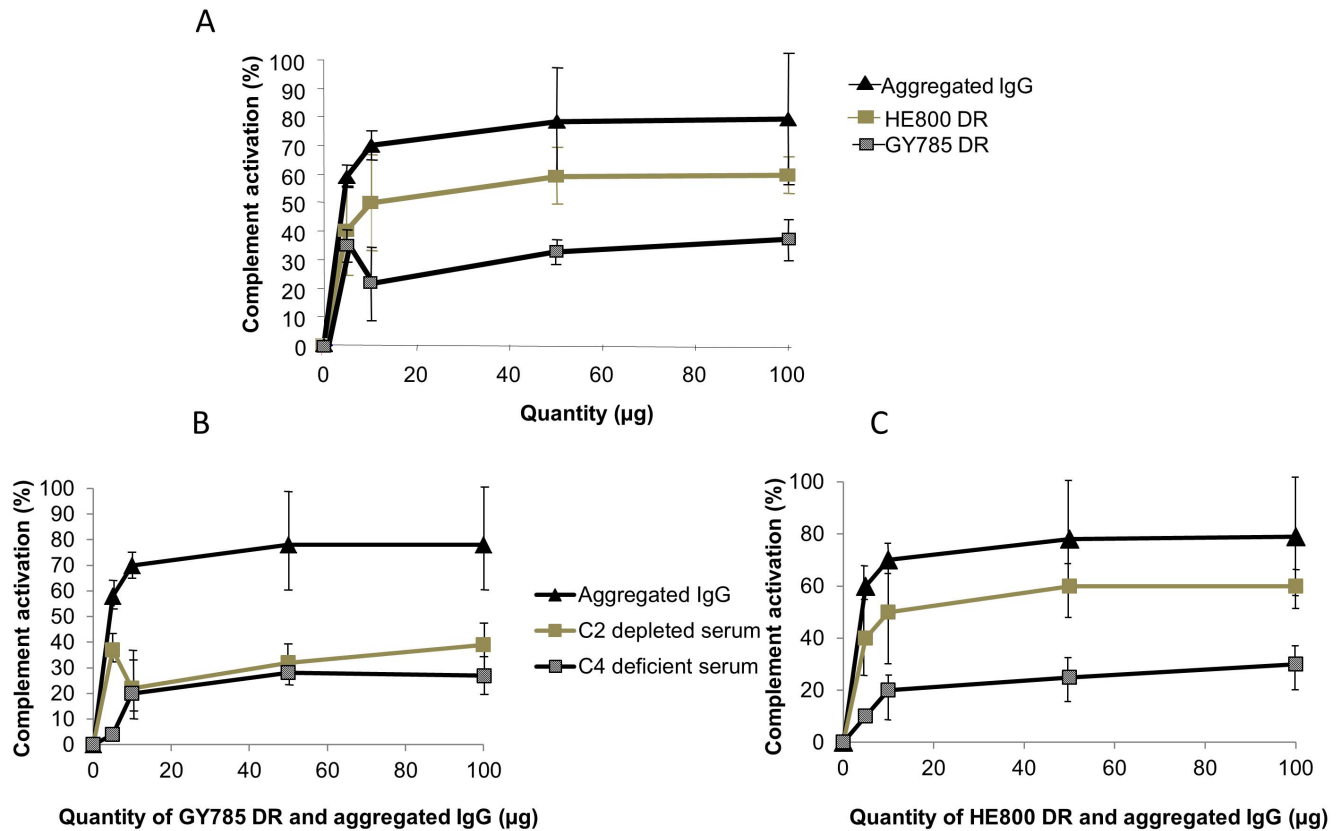 A
Complement activation (%)
100
90
80
70
60
50
40
30
20
10
0
0 20 40 60 80 100
Quantity (µg)
Aggregated IgG
HE800 DR
GY785 DR
B
Complement activation (%)
100
90
80
70
60
50
40
30
20
10
0
0 20 40 60 80 100
Quantity of GY785 DR and aggregated IgG (µg)
Aggregated IgG
C2 depleted serum
C4 deficient serum
C
Complement activation (%)
100
80
60
40
20
0
0 20 40 60 80 100
Quantity of HE800 DR and aggregated IgG (µg)